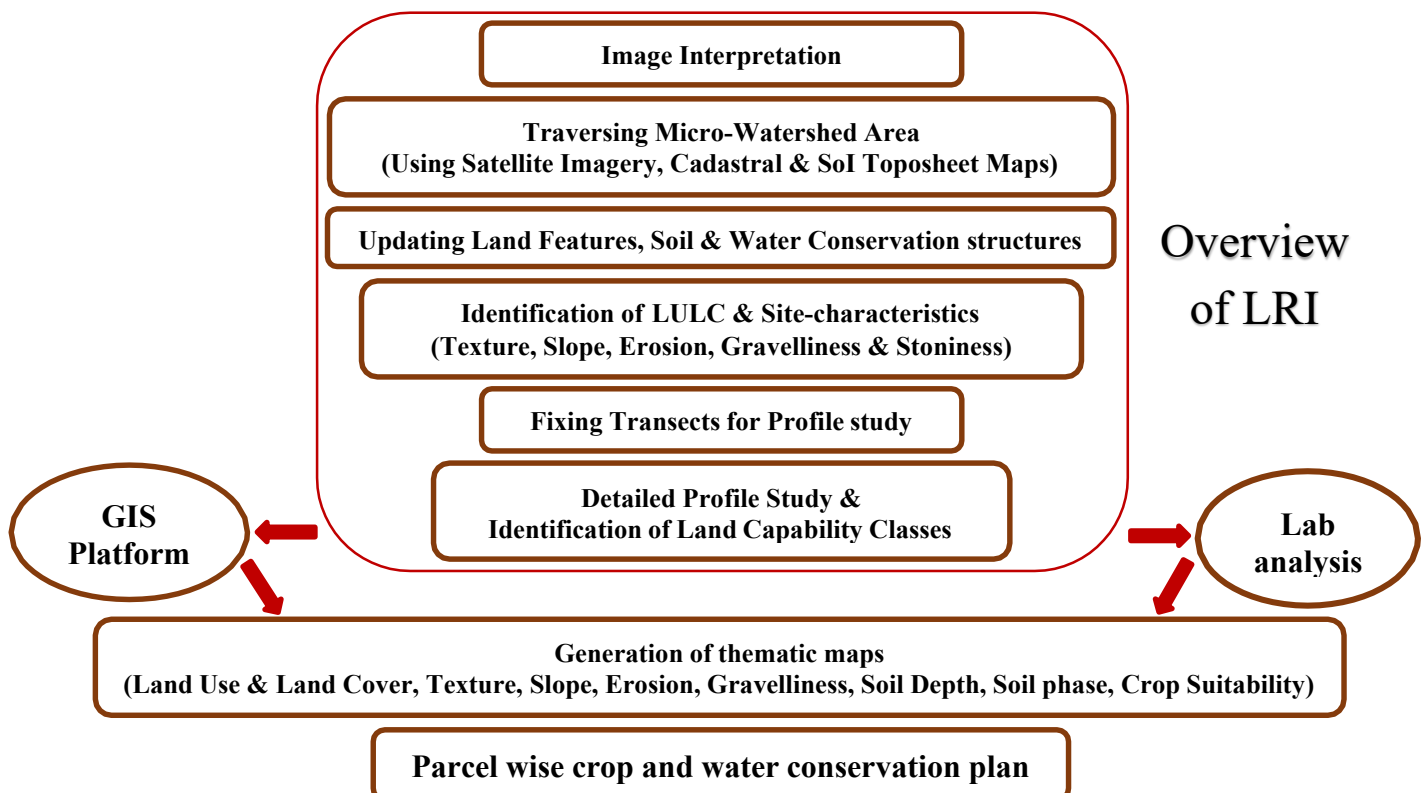 Image Interpretation
Traversing Micro-Watershed Area
(Using Satellite Imagery, Cadastral & SoI Toposheet Maps)
Updating Land Features, Soil & Water Conservation structures
Overview
of LRI
Identification of LULC & Site-characteristics
(Texture, Slope, Erosion, Gravelliness & Stoniness)
Fixing Transects for Profile study
Detailed Profile Study &
Identification of Land Capability Classes
GIS
Platform
Lab
analysis
Generation of thematic maps
(Land Use & Land Cover, Texture, Slope, Erosion, Gravelliness, Soil Depth, Soil phase, Crop Suitability)
Parcel wise crop and water conservation plan